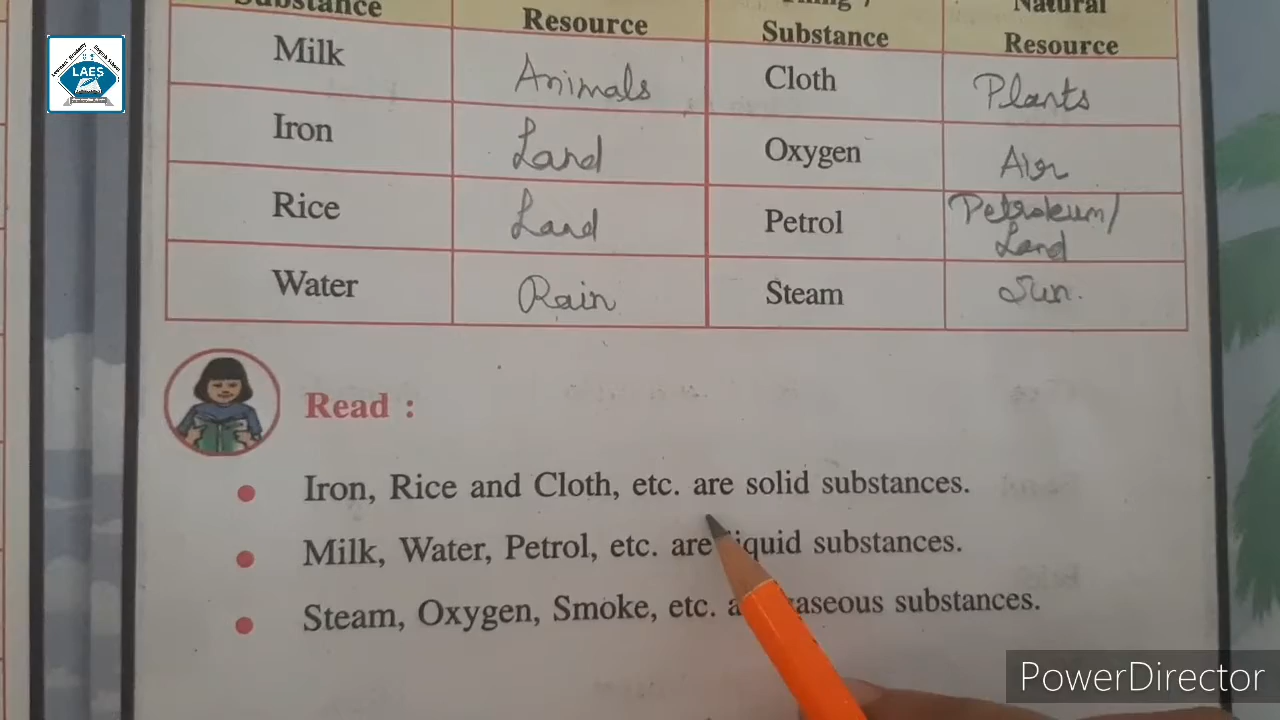 Substance Resource Thing / Substance Natural Resource
Milk Animals Cloth Plants
Iron Land Oxygen Air
Rice Land Petrol Petroleum/ Land
Water Rain Steam Sun.
Read :
Iron, Rice and Cloth, etc. are solid substances.
Milk, Water, Petrol, etc. are liquid substances.
Steam, Oxygen, Smoke, etc. gaseous substances.
LAES
PowerDirector